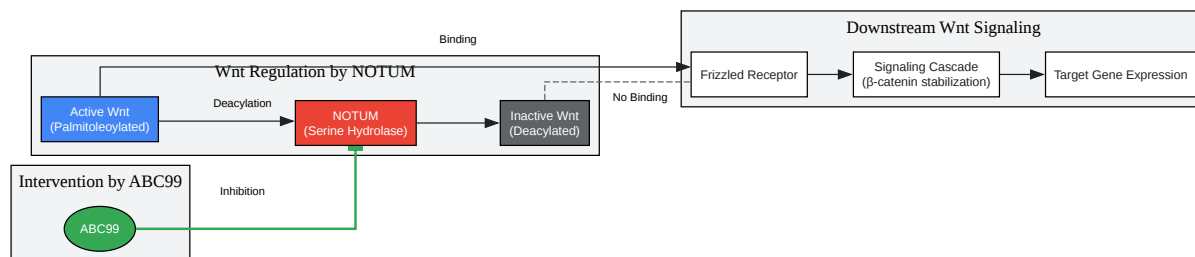 Downstream Wnt Signaling
Binding
Wnt Regulation by NOTUM
Frizzled Receptor
Signaling Cascade
(β-catenin stabilization)
Target Gene Expression
No Binding
Active Wnt
(Palmitoleoylated)
Deacylation
NOTUM
(Serine Hydrolase)
Inactive Wnt
(Deacylated)
Intervention by ABC99
Inhibition
ABC99